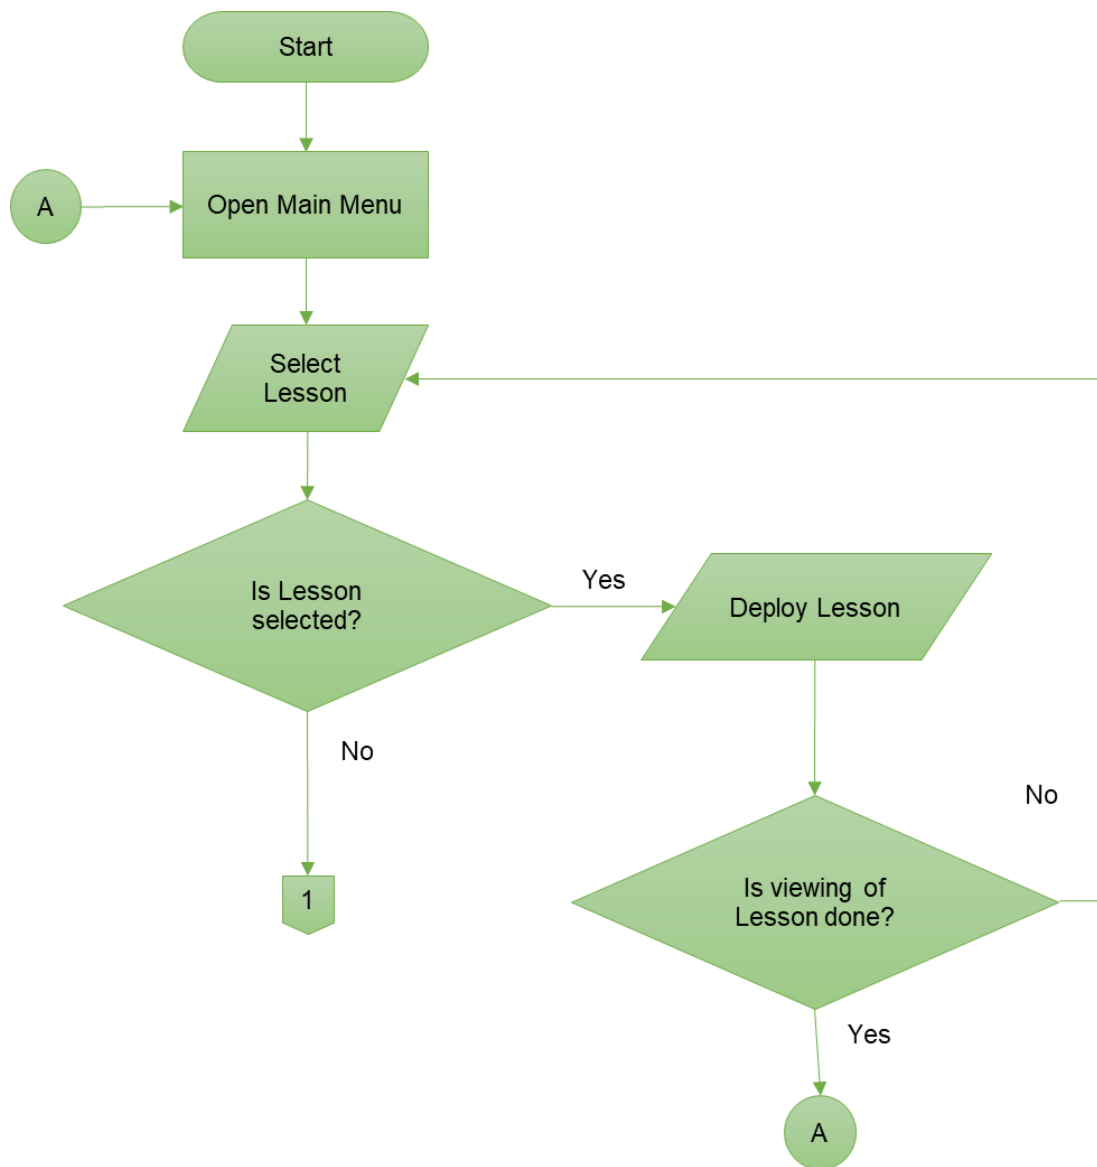 Start
A
Open Main Menu
Select
Lesson
Is Lesson
selected?
Yes
Deploy Lesson
No
1
No
Is viewing of
Lesson done?
Yes
A